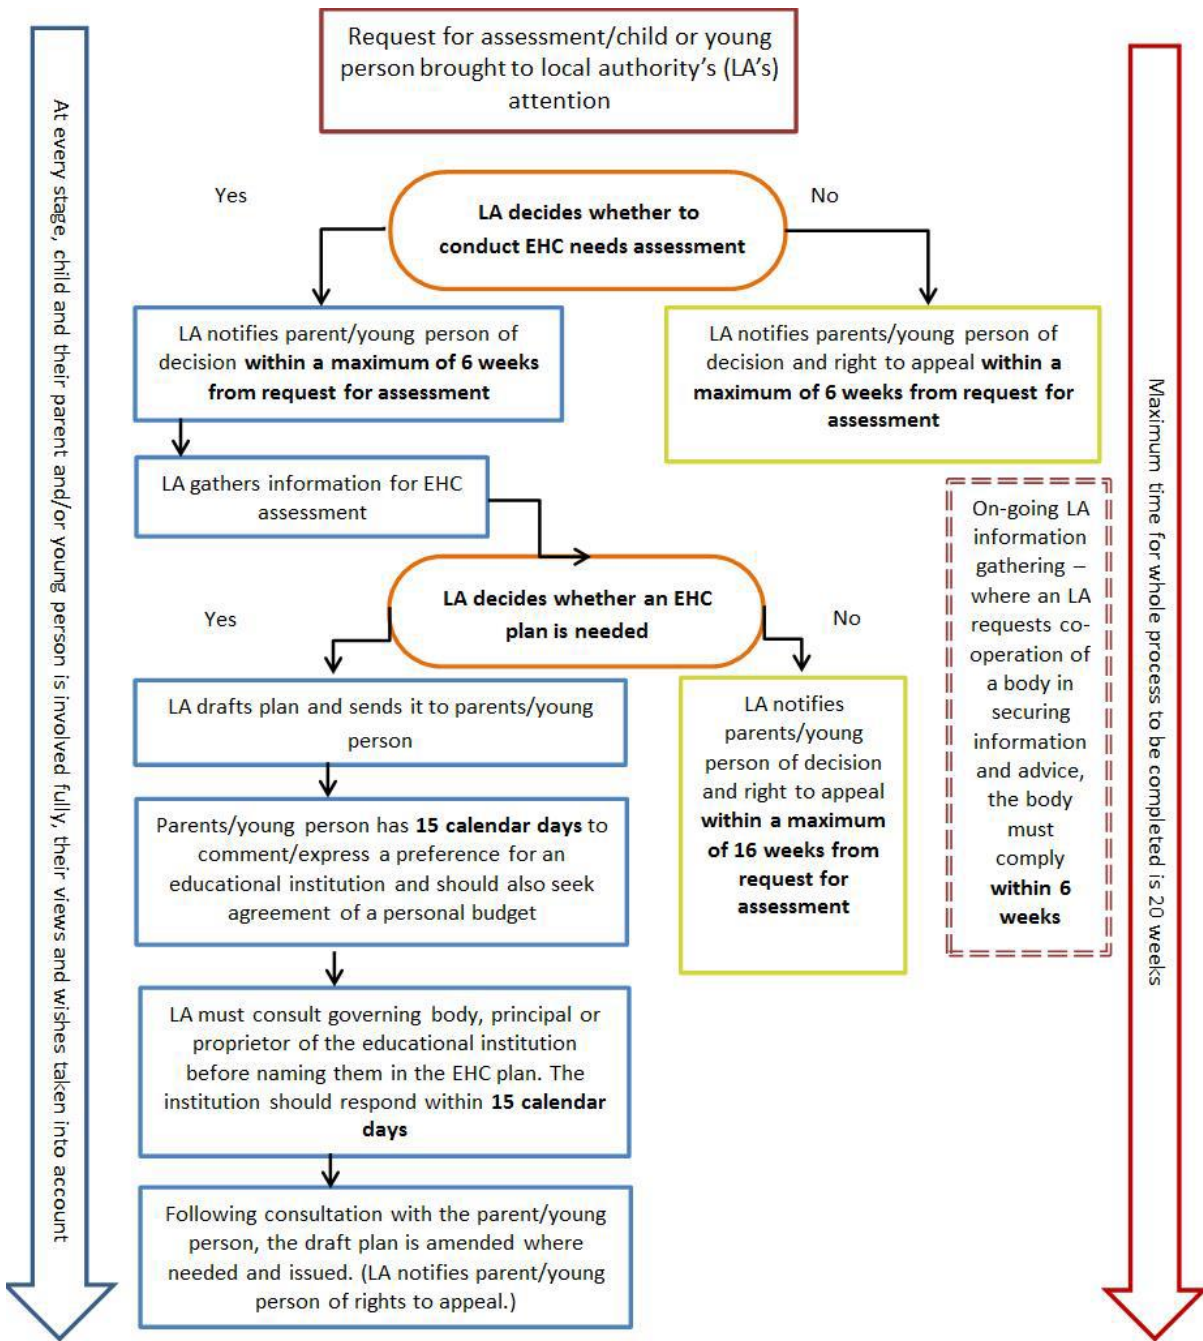 Request for assessment/child or young
person brought to local authority's (LA's)
attention
Yes
No
LA decides whether to
conduct EHC needs assessment
LA notifies parent/young person of
decision within a maximum of 6 weeks
from request for assessment
LA notifies parents/young person of
decision and right to appeal within a
maximum of 6 weeks from request for
assessment
LA gathers information for EHC
assessment
On-going LA
information
gathering –
where an LA
requests co-
operation of
a body in
securing
information
and advice,
the body
must
comply
within 6
weeks
LA decides whether an EHC
plan is needed
Yes
No
LA drafts plan and sends it to parents/young
person
LA notifies
parents/young
person of decision
and right to appeal
within a maximum
of 16 weeks from
request for
assessment
Parents/young person has 15 calendar days to
comment/express a preference for an
educational institution and should also seek
agreement of a personal budget
LA must consult governing body, principal or
proprietor of the educational institution
before naming them in the EHC plan. The
institution should respond within 15 calendar
days
Following consultation with the parent/young
person, the draft plan is amended where
needed and issued. (LA notifies parent/young
person of rights to appeal.)
At every stage, child and their parent and/or young person is involved fully, their views and wishes taken into account
Maximum time for whole process to be completed is 20 weeks